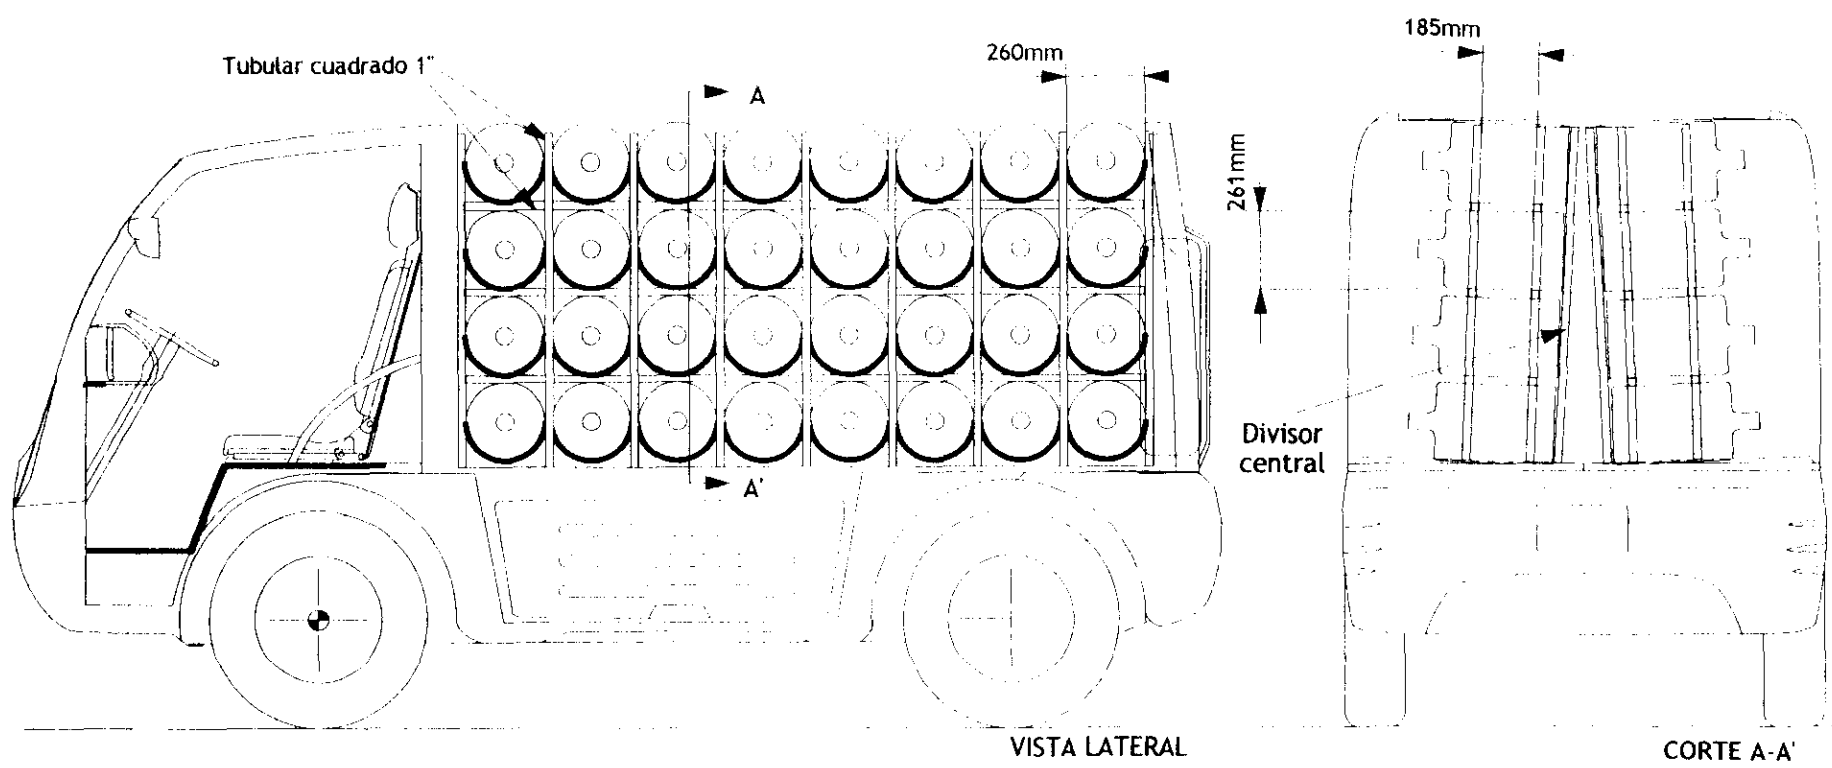 185mm
260mm
Tubular cuadrado 1"
A
261mm
Divisor
central
A'
VISTA LATERAL
CORTE A-A'